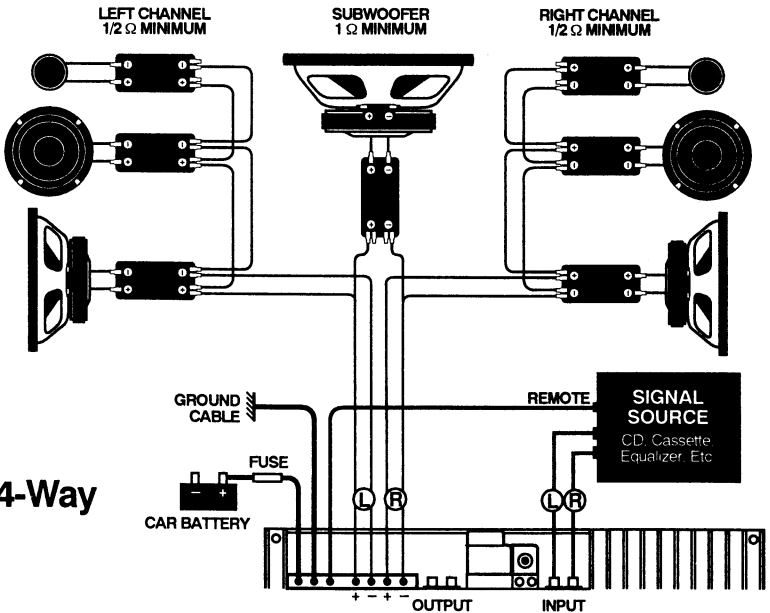 LEFT CHANNEL
1/2 Ω MINIMUM
SUBWOOFER
1 Ω MINIMUM
RIGHT CHANNEL
1/2 Ω MINIMUM
GROUND
CABLE
REMOTE
SIGNAL
SOURCE
CD, Cassette,
Equalizer, Etc
FUSE
4-Way
- +
CAR BATTERY
L R
L R
+ - + -
OUTPUT
INPUT